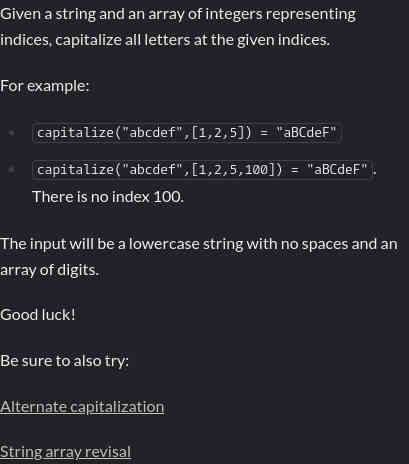 Given a string and an array of integers representing
indices, capitalize all letters at the given indices.
For example:
capitalize("abcdef",[1,2,5]) = "aBCdeF"
capitalize("abcdef",[1,2,5,100]) = "aBCdeF".
There is no index 100.
The input will be a lowercase string with no spaces and an
array of digits.
Good luck!
Be sure to also try:
Alternate capitalization
String array revisal